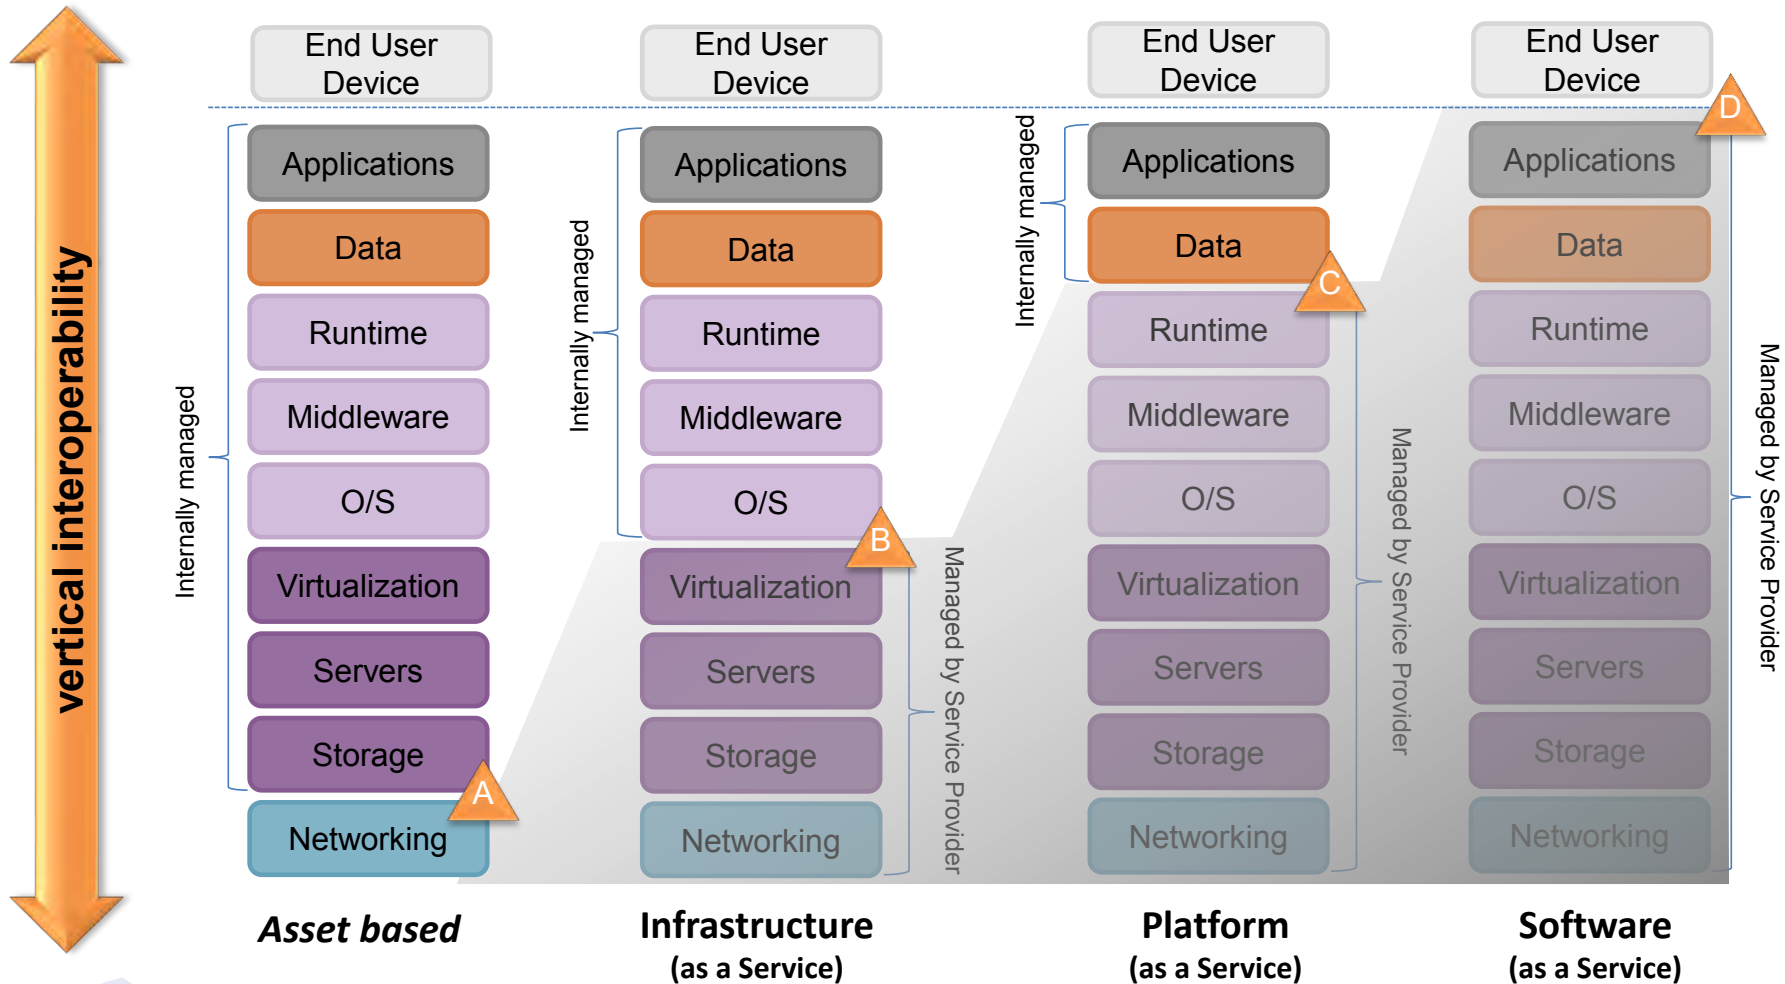 vertical interoperability
End User
Device
Internally managed
Applications
Data
Runtime
Middleware
O/S
Virtualization
Servers
Storage
A
Networking
Asset based
End User
Device
Internally managed
Applications
Data
Runtime
Middleware
O/S
B
Virtualization
Servers
Storage
Networking
Managed by Service Provider
Infrastructure
(as a Service)
End User
Device
Internally managed
Applications
Data
C
Runtime
Middleware
O/S
Virtualization
Servers
Storage
Networking
Managed by Service Provider
Platform
(as a Service)
End User
Device
D
Applications
Data
Runtime
Middleware
O/S
Virtualization
Servers
Storage
Networking
Managed by Service Provider
Software
(as a Service)